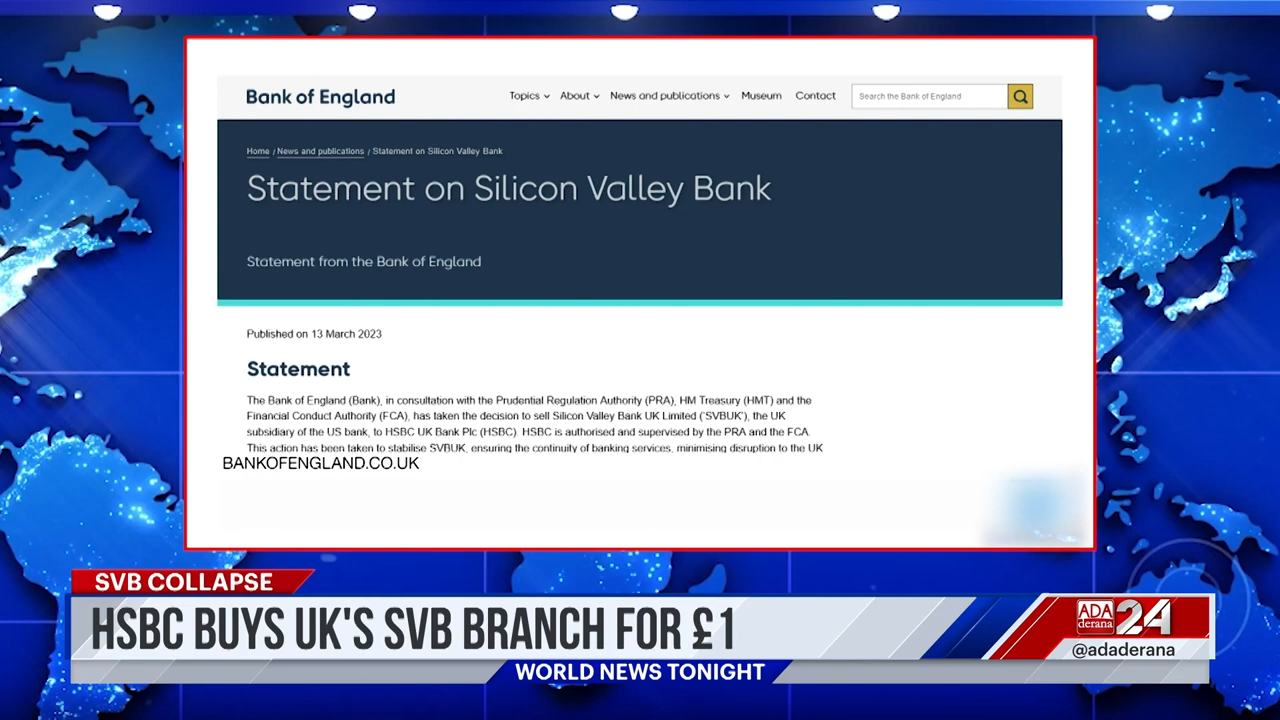 Bank of England
Topics About News and publications Museum Contact Search the Bank of England
Home / News and publications / Statement on Silicon Valley Bank
Statement on Silicon Valley Bank
Statement from the Bank of England
Published on 13 March 2023
Statement
The Bank of England (Bank), in consultation with the Prudential Regulation Authority (PRA), HM Treasury (HMT) and the
Financial Conduct Authority (FCA), has taken the decision to sell Silicon Valley Bank UK Limited ('SVBUK'), the UK
subsidiary of the US bank, to HSBC UK Bank Plc (HSBC). HSBC is authorised and supervised by the PRA and the FCA.
This action has been taken to stabilise SVBUK, ensuring the continuity of banking services, minimising disruption to the UK
BANKOFENGLAND.CO.UK
SVB COLLAPSE
HSBC BUYS UK'S SVB BRANCH FOR £1
ADA
derana 24
@adaderana
WORLD NEWS TONIGHT